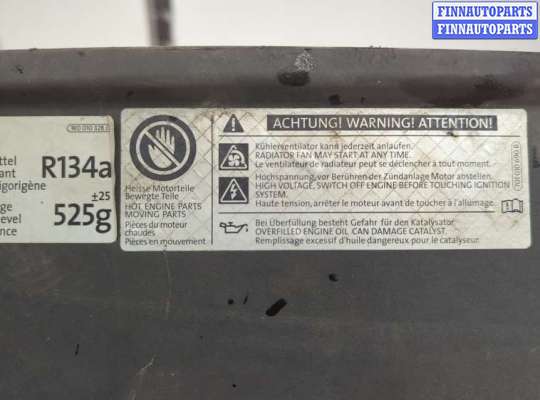 FINNAUTOPARTS
FINNAUTOPARTS
ttel
ant
igorigène
R134a
ge
evel
ance
±25
525g
Heisse Motorteile
Bewegte Teile
HOT ENGINE PARTS
MOVING PARTS
Pièces du moteur
chaudes
Pièces en mouvement
ACHTUNG! WARNING! ATTENTION!
Kühlerventilator kann jederzeit anlaufen.
RADIATOR FAN MAY START AT ANY TIME.
Le ventilateur de radiateur peut se déclencher à tout moment.
Hochspannung, vor Berühren der Zündanlage Motor abstellen.
HIGH VOLTAGE, SWITCH OFF ENGINE BEFORE TOUCHING IGNITION
SYSTEM.
Haute tension, arrêter le moteur avant de toucher à l'allumage.
Bei Überfüllung besteht Gefahr für den Katalysator.
OVERFILLED ENGINE OIL CAN DAMAGE CATALYST.
Remplissage excessif d'huile dangereux pour le catalyseur.